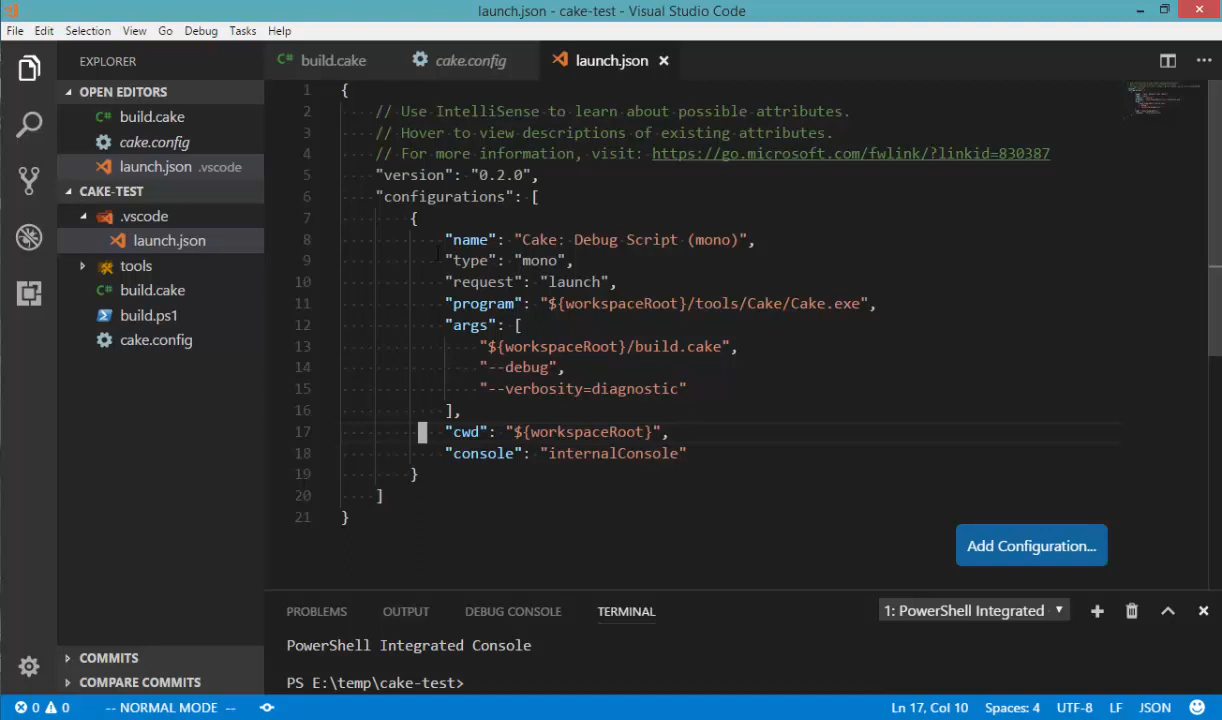 launch.json - cake-test - Visual Studio Code
File Edit Selection View Go Debug Tasks Help
EXPLORER
OPEN EDITORS
build.cake
cake.config
launch.json .vscode
CAKE-TEST
.vscode
launch.json
tools
build.cake
build.ps1
cake.config
COMMITS
COMPARE COMMITS
C# build.cake cake.config launch.json
1 {
2 // Use IntelliSense to learn about possible attributes.
3 // Hover to view descriptions of existing attributes.
4 // For more information, visit: https://go.microsoft.com/fwlink/?linkid=830387
5 "version": "0.2.0",
6 "configurations": [
7 {
8 "name": "Cake: Debug Script (mono)",
9 "type": "mono",
10 "request": "launch",
11 "program": "${workspaceRoot}/tools/Cake/Cake.exe",
12 "args": [
13 "${workspaceRoot}/build.cake",
14 "--debug",
15 "--verbosity=diagnostic"
16 ],
17 "cwd": "${workspaceRoot}",
18 "console": "internalConsole"
19 }
20 ]
21 }
Add Configuration...
PROBLEMS OUTPUT DEBUG CONSOLE TERMINAL 1: PowerShell Integrated
PowerShell Integrated Console
PS E:\temp\cake-test>
0 0 -- NORMAL MODE -- Ln 17, Col 10 Spaces: 4 UTF-8 LF JSON